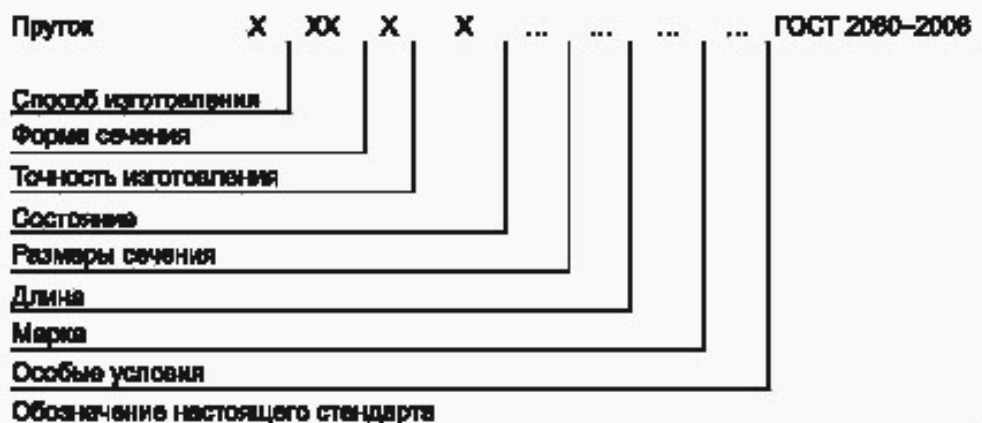 Пруток Х ХХ Х Х ... ... ... ... ГОСТ 2060–2006
Способ изготовления
Форма сечения
Точность изготовления
Состояние
Размеры сечения
Длина
Марка
Особые условия
Обозначение настоящего стандарта